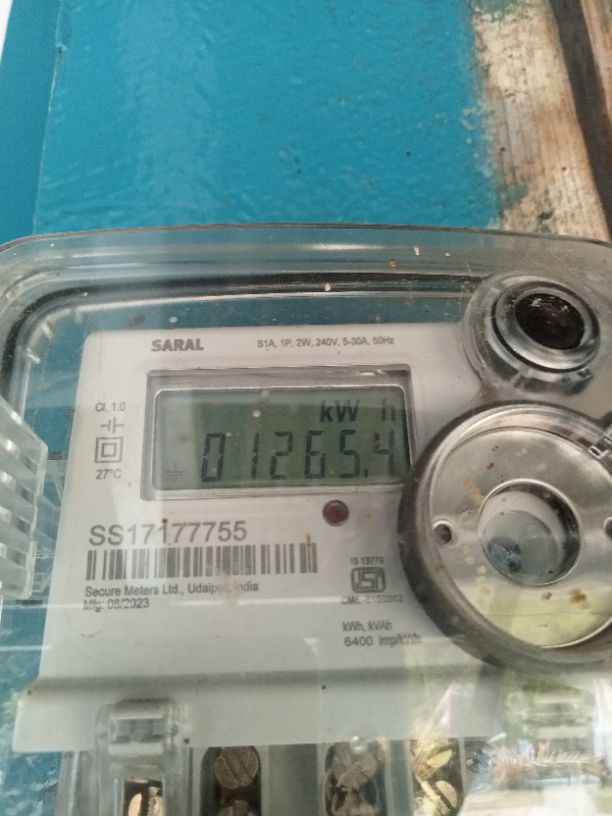 SARAL
S1A, 1P, 2W, 240V, 5-30A, 50Hz
Cl. 1.0
27°C
kW h
01265.4
SS17177755
Secure Meters Ltd., Udaipur, India
Mfg: 08/2023
IS 13779
ISI
kWh, kVAh
6400 imp/kWh